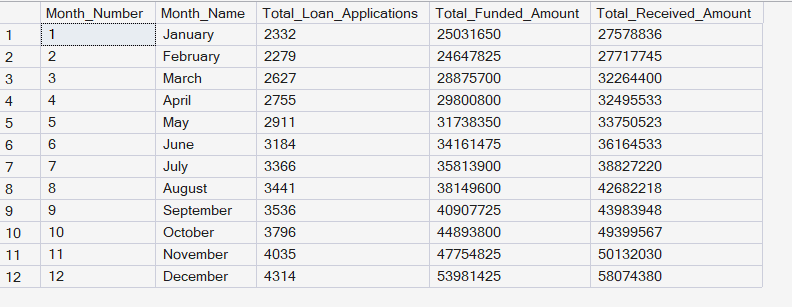 Month_Number Month_Name Total_Loan_Applications Total_Funded_Amount Total_Received_Amount
1 1 January 2332 25031650 27578836
2 2 February 2279 24647825 27717745
3 3 March 2627 28875700 32264400
4 4 April 2755 29800800 32495533
5 5 May 2911 31738350 33750523
6 6 June 3184 34161475 36164533
7 7 July 3366 35813900 38827220
8 8 August 3441 38149600 42682218
9 9 September 3536 40907725 43983948
10 10 October 3796 44893800 49399567
11 11 November 4035 47754825 50132030
12 12 December 4314 53981425 58074380